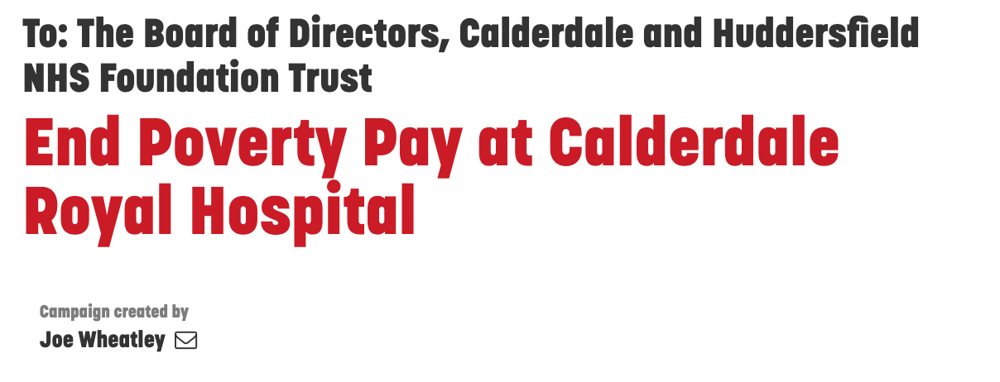 To: The Board of Directors, Calderdale and Huddersfield
NHS Foundation Trust
End Poverty Pay at Calderdale
Royal Hospital
Campaign created by
Joe Wheatley